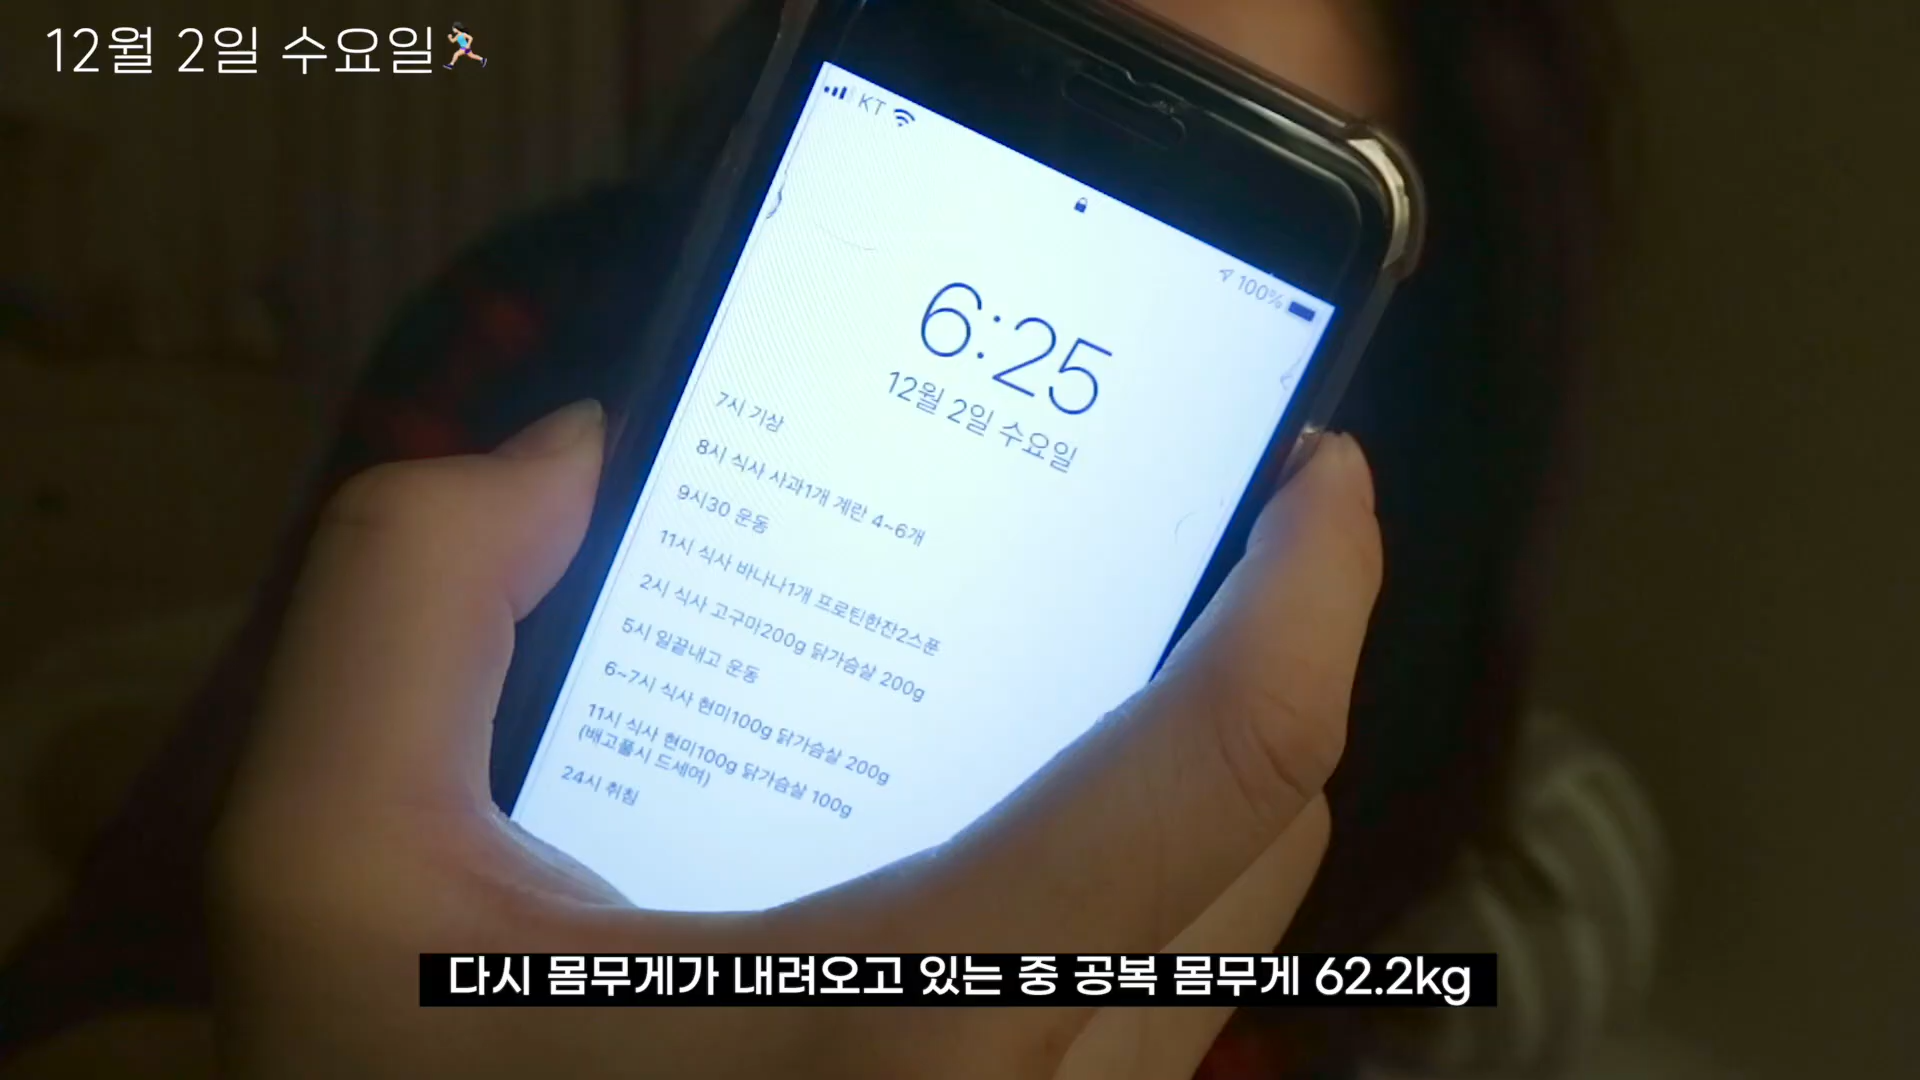 12월 2일 수요일
KT
100%
6:25
12월 2일 수요일
7시 기상
8시 식사 사과1개 계란 4~6개
9시30 운동
11시 식사 바나나1개 프로틴한잔2스푼
2시 식사 고구마200g 닭가슴살 200g
5시 일끝내고 운동
6~7시 식사 현미100g 닭가슴살 200g
11시 식사 현미100g 닭가슴살 100g
(배고플시 드세여)
24시 취침
다시 몸무게가 내려오고 있는 중 공복 몸무게 62.2kg